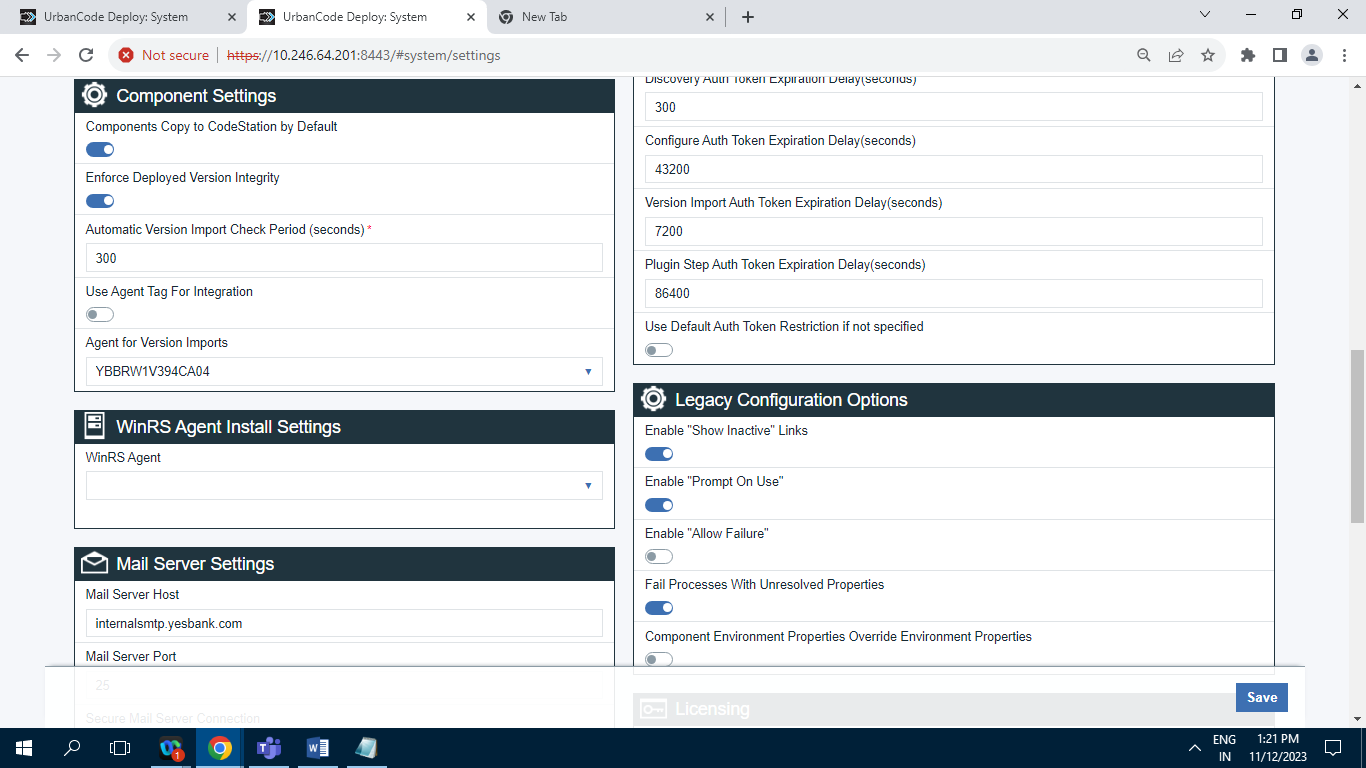 UrbanCode Deploy: System
UrbanCode Deploy: System
New Tab
Not secure
https://10.246.64.201:8443/#system/settings
Component Settings
Components Copy to CodeStation by Default
Enforce Deployed Version Integrity
Automatic Version Import Check Period (seconds) *
300
Use Agent Tag For Integration
Agent for Version Imports
YBBRW1V394CA04
WinRS Agent Install Settings
WinRS Agent
Mail Server Settings
Mail Server Host
internalsmtp.yesbank.com
Mail Server Port
25
Secure Mail Server Connection
Discovery Auth Token Expiration Delay(seconds)
300
Configure Auth Token Expiration Delay(seconds)
43200
Version Import Auth Token Expiration Delay(seconds)
7200
Plugin Step Auth Token Expiration Delay(seconds)
86400
Use Default Auth Token Restriction if not specified
Legacy Configuration Options
Enable "Show Inactive" Links
Enable "Prompt On Use"
Enable "Allow Failure"
Fail Processes With Unresolved Properties
Component Environment Properties Override Environment Properties
Licensing
Save
1
ENG
IN
1:21 PM
11/12/2023